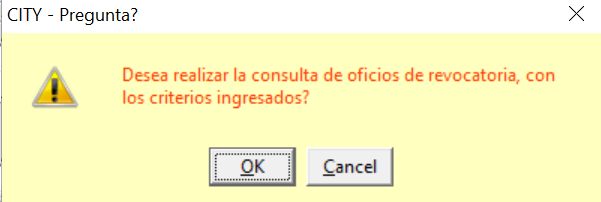 CITY - Pregunta?
Desea realizar la consulta de oficios de revocatoria, con
los criterios ingresados?
OK
Cancel